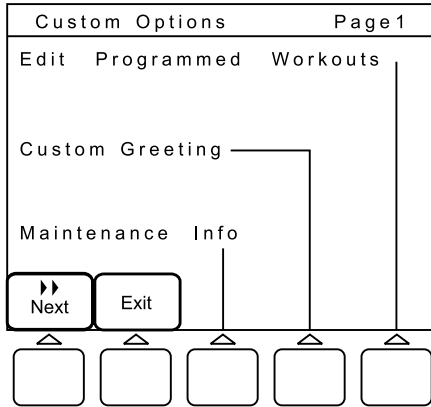 Custom Options Page1
Edit Programmed Workouts
Custom Greeting
Maintenance Info
Next
Exit